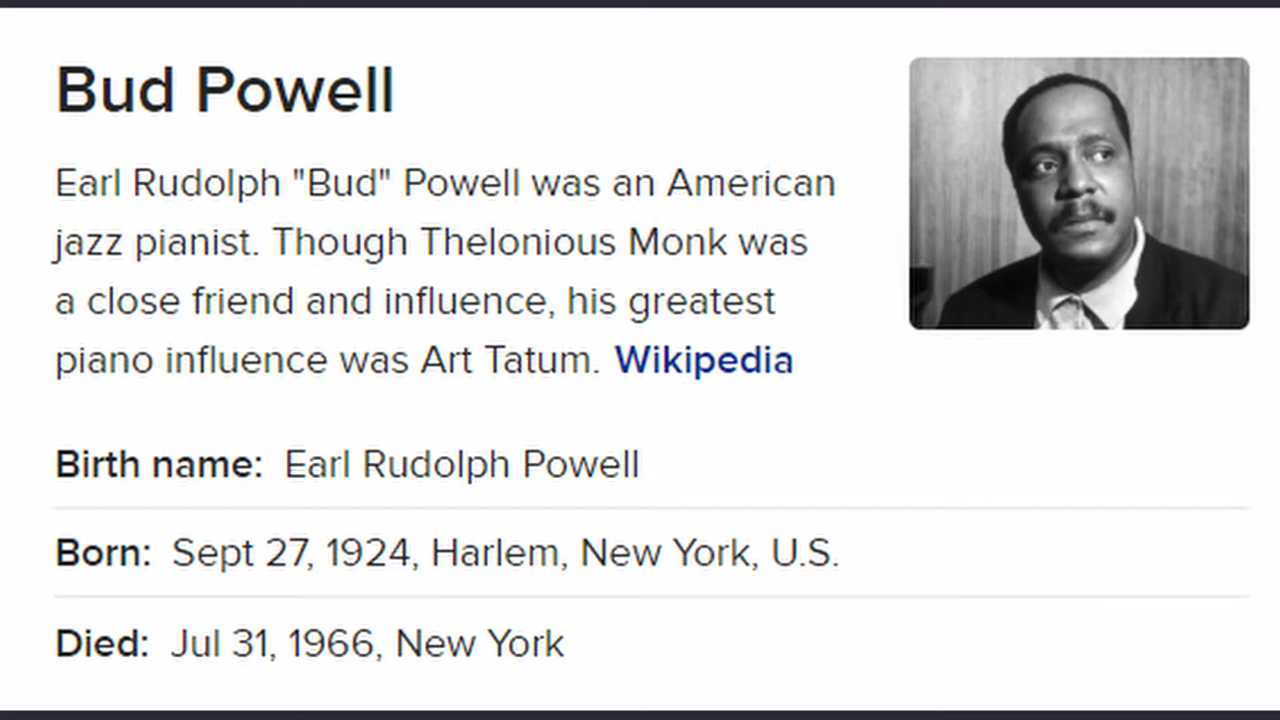 Bud Powell
Earl Rudolph "Bud" Powell was an American
jazz pianist. Though Thelonious Monk was
a close friend and influence, his greatest
piano influence was Art Tatum. Wikipedia
Birth name: Earl Rudolph Powell
Born: Sept 27, 1924, Harlem, New York, U.S.
Died: Jul 31, 1966, New York